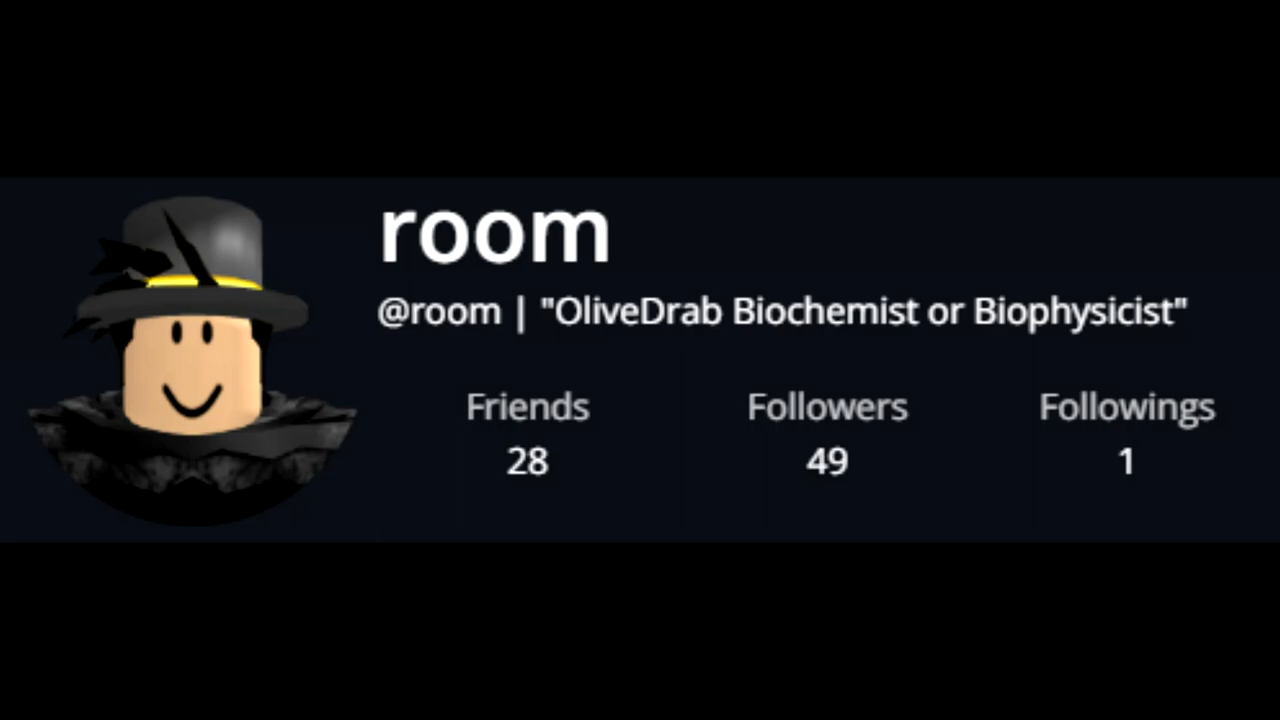 room
@room | "OliveDrab Biochemist or Biophysicist"
Friends Followers Followings
28 49 1